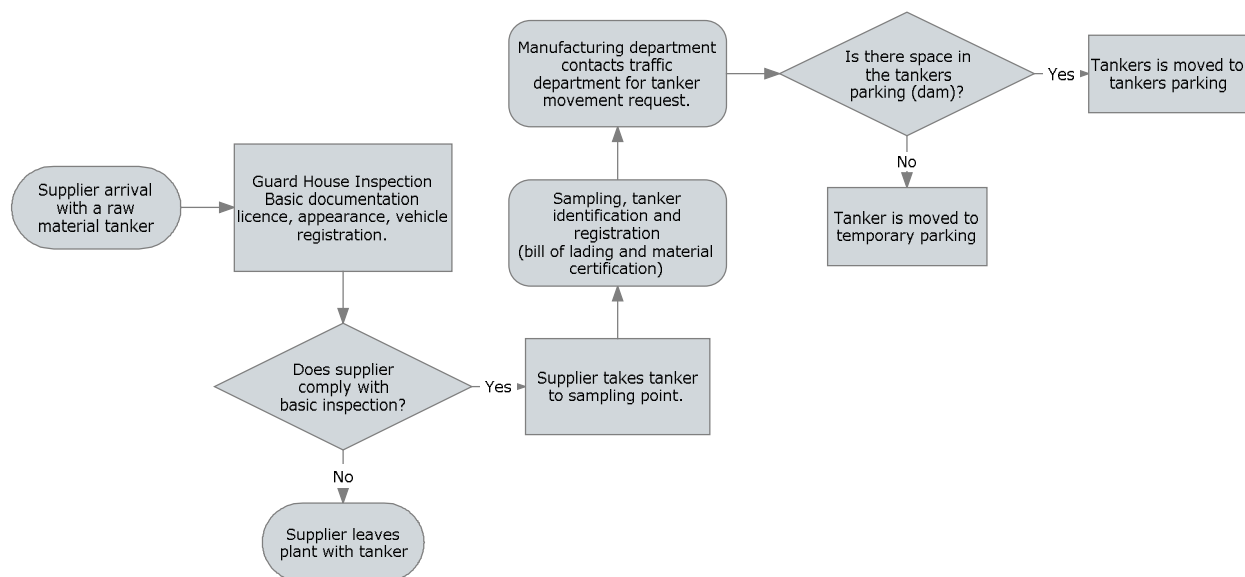 Supplier arrival
with a raw
material tanker
Guard House Inspection
Basic documentation
licence, appearance, vehicle
registration.
Does supplier
comply with
basic inspection?
No
Supplier leaves
plant with tanker
Yes
Supplier takes tanker
to sampling point.
Sampling, tanker
identification and
registration
(bill of lading and material
certification)
Manufacturing department
contacts traffic
department for tanker
movement request.
Is there space in
the tankers
parking (dam)?
No
Tanker is moved to
temporary parking
Yes
Tankers is moved to
tankers parking